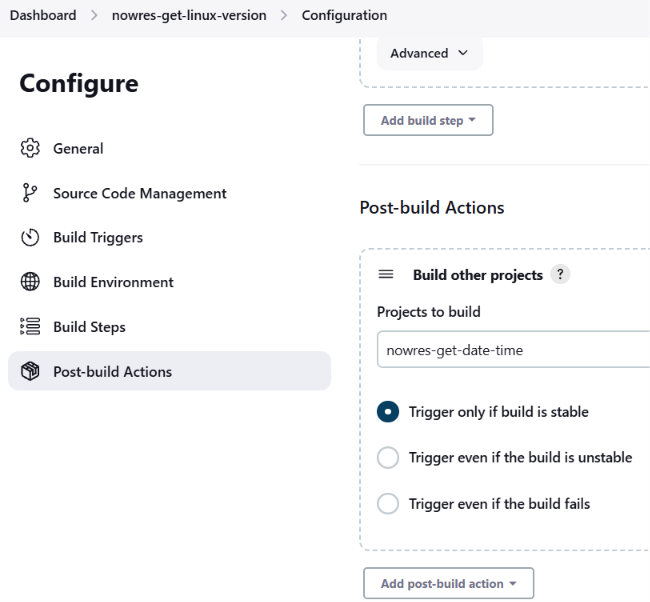 Dashboard > nowres-get-linux-version > Configuration
Configure
General
Source Code Management
Build Triggers
Build Environment
Build Steps
Post-build Actions
Advanced
Add build step
Post-build Actions
Build other projects ?
Projects to build
nowres-get-date-time
Trigger only if build is stable
Trigger even if the build is unstable
Trigger even if the build fails
Add post-build action